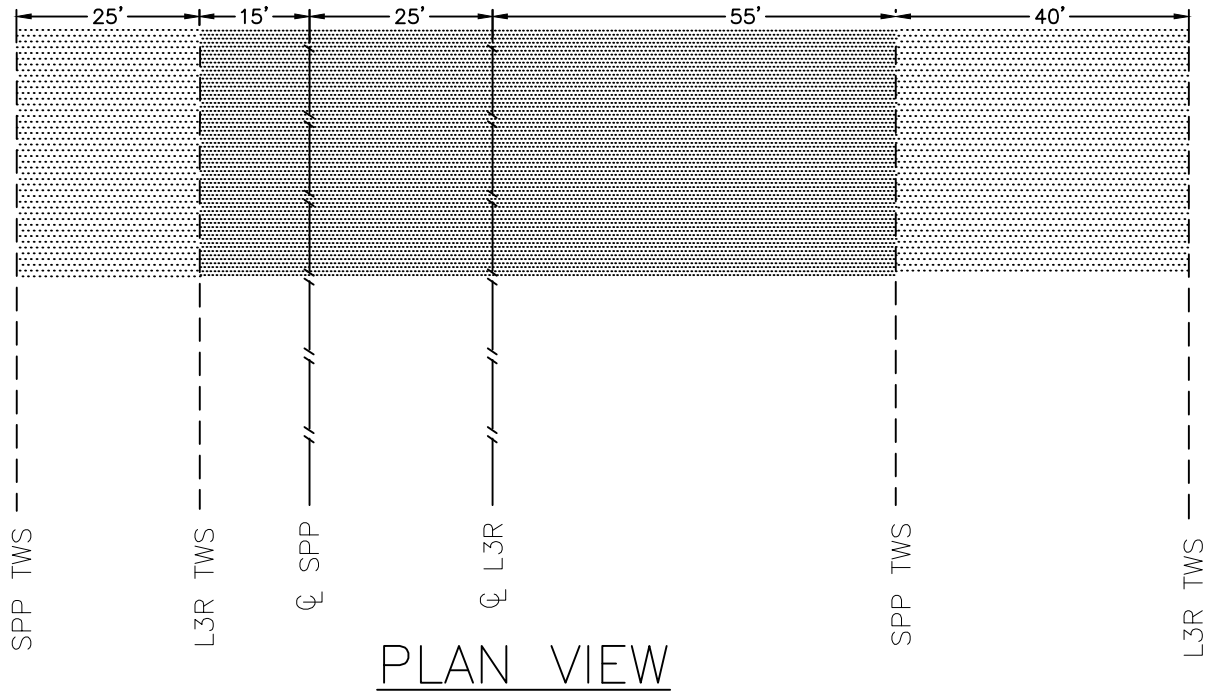 25'
15'
25'
55'
40'
SPP TWS
L3R TWS
℄ SPP
℄ L3R
SPP TWS
L3R TWS
PLAN VIEW